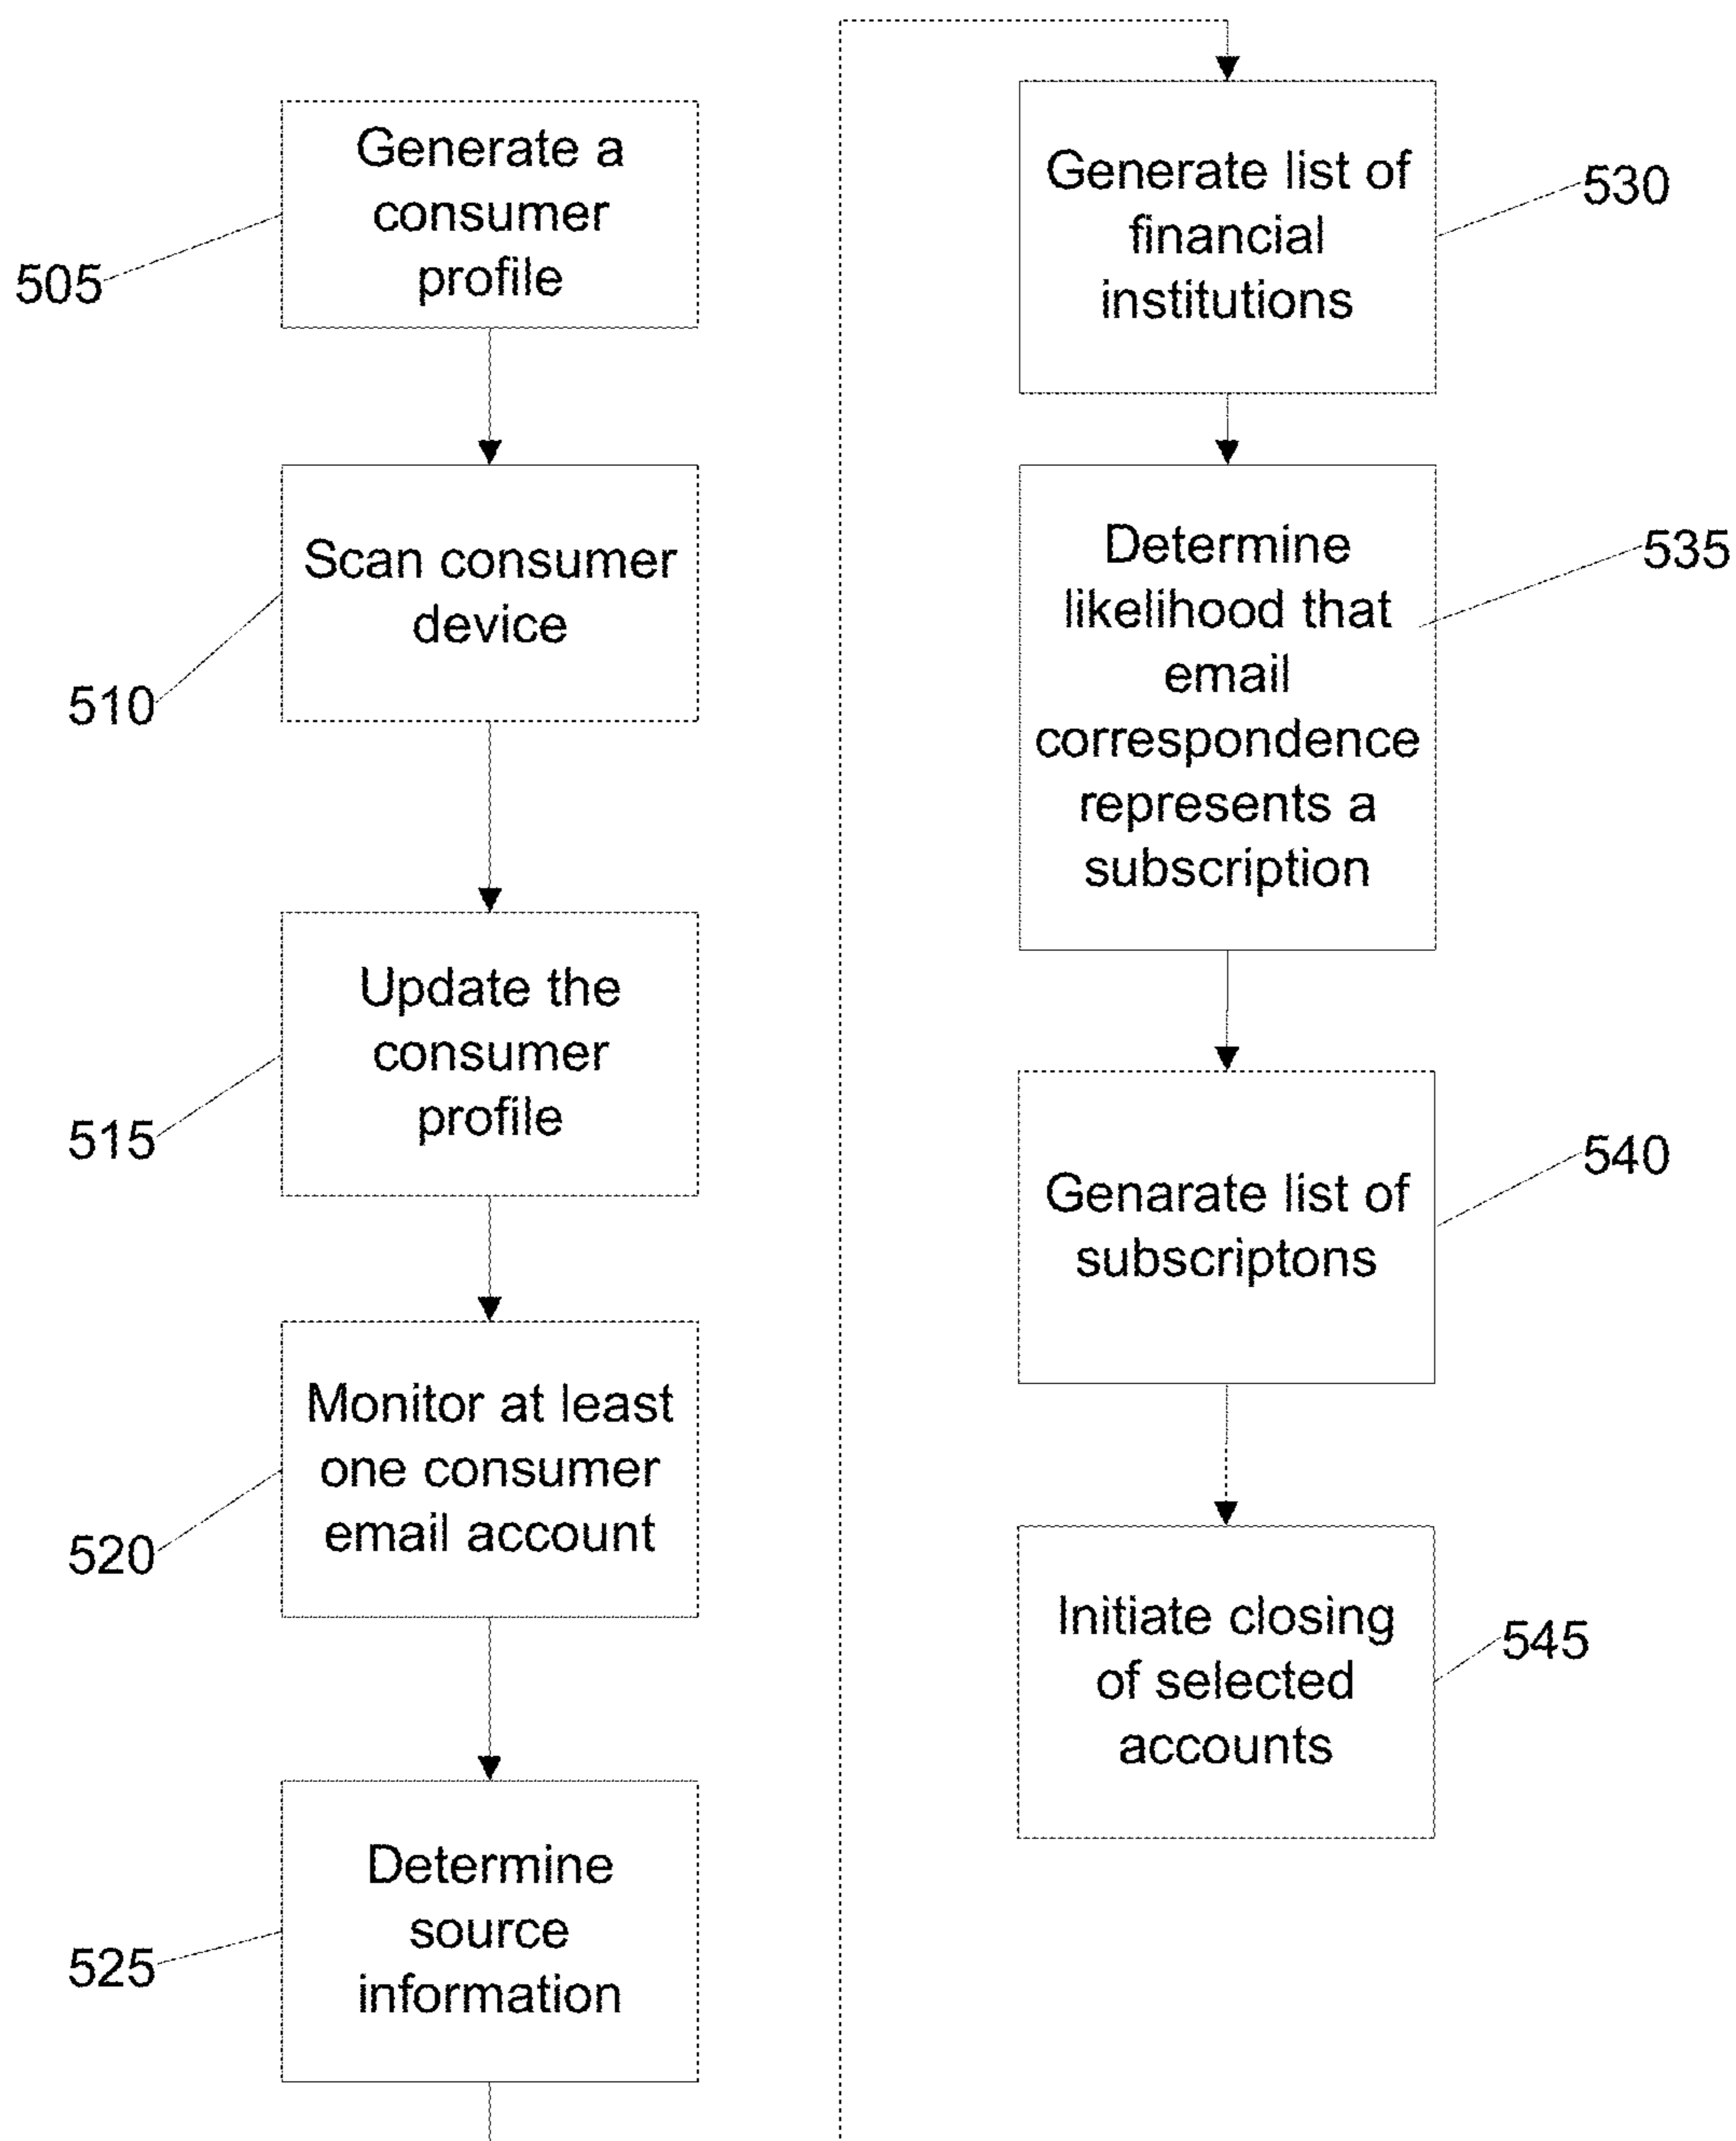 Generate a
consumer
profile
505
Scan consumer
device
510
Update the
consumer
profile
515
Monitor at least
one consumer
email account
520
Determine
source
information
525
Generate list of
financial
institutions
530
Determine
likelihood that
email
correspondence
represents a
subscription
535
Genarate list of
subscriptons
540
Initiate closing
of selected
accounts
545